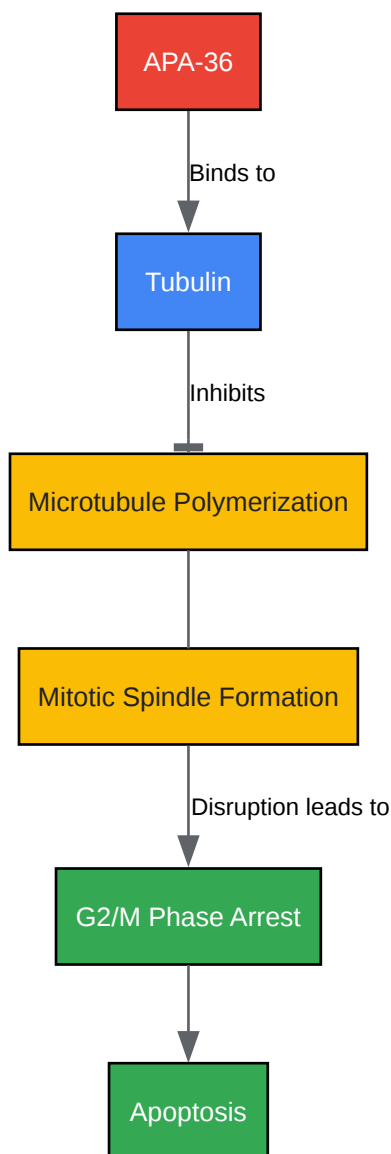 APA-36
Binds to
Tubulin
Inhibits
Microtubule Polymerization
Mitotic Spindle Formation
Disruption leads to
G2/M Phase Arrest
Apoptosis